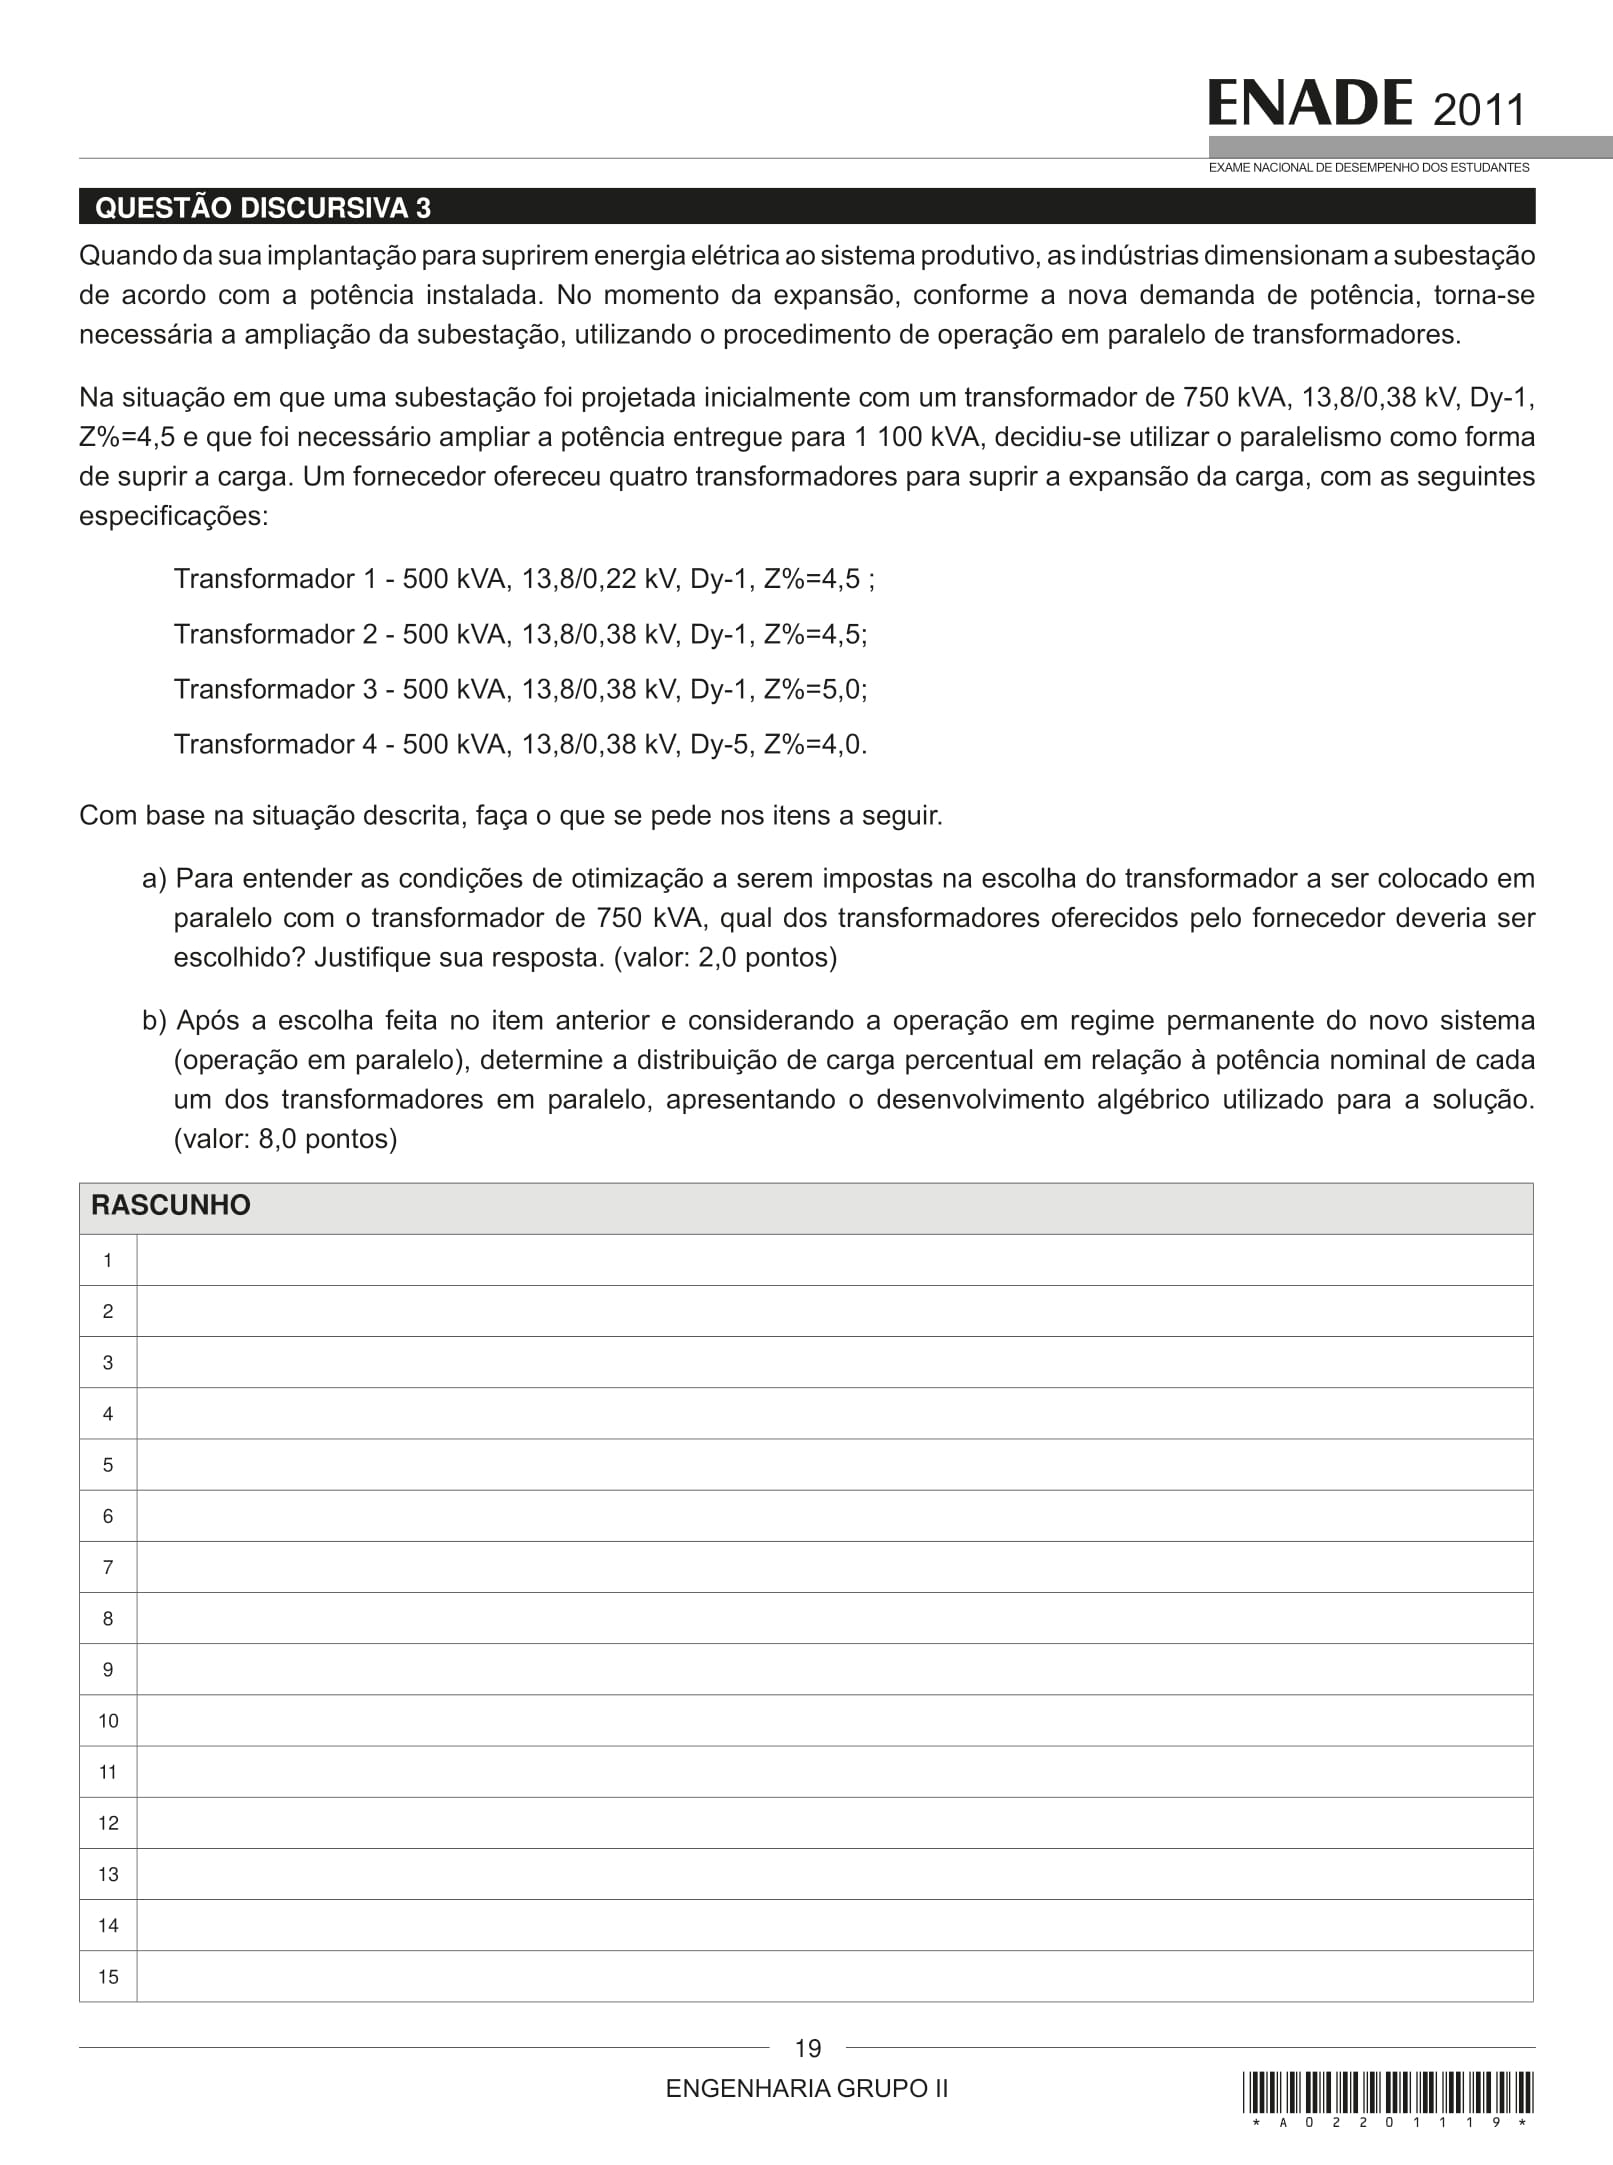 ENADE 2011
EXAME NACIONAL DE DESEMPENHO DOS ESTUDANTES
QUESTÃO DISCURSIVA 3
Quando da sua implantação para suprirem energia elétrica ao sistema produtivo, as indústrias dimensionam a subestação
de acordo com a potência instalada. No momento da expansão, conforme a nova demanda de potência, torna-se
necessária a ampliação da subestação, utilizando o procedimento de operação em paralelo de transformadores.
Na situação em que uma subestação foi projetada inicialmente com um transformador de 750 kVA, 13,8/0,38 kV, Dy-1,
Z%=4,5 e que foi necessário ampliar a potência entregue para 1 100 kVA, decidiu-se utilizar o paralelismo como forma
de suprir a carga. Um fornecedor ofereceu quatro transformadores para suprir a expansão da carga, com as seguintes
especificações:
Transformador 1 - 500 kVA, 13,8/0,22 kV, Dy-1, Z%=4,5 ;
Transformador 2 - 500 kVA, 13,8/0,38 kV, Dy-1, Z%=4,5;
Transformador 3 - 500 kVA, 13,8/0,38 kV, Dy-1, Z%=5,0;
Transformador 4 - 500 kVA, 13,8/0,38 kV, Dy-5, Z%=4,0.
Com base na situação descrita, faça o que se pede nos itens a seguir.
a) Para entender as condições de otimização a serem impostas na escolha do transformador a ser colocado em
paralelo com o transformador de 750 kVA, qual dos transformadores oferecidos pelo fornecedor deveria ser
escolhido? Justifique sua resposta. (valor: 2,0 pontos)
b) Após a escolha feita no item anterior e considerando a operação em regime permanente do novo sistema
(operação em paralelo), determine a distribuição de carga percentual em relação à potência nominal de cada
um dos transformadores em paralelo, apresentando o desenvolvimento algébrico utilizado para a solução.
(valor: 8,0 pontos)
RASCUNHO
1
2
3
4
5
6
7
8
9
10
11
12
13
14
15
19
ENGENHARIA GRUPO II
* A 0 2 2 0 1 1 1 9 *